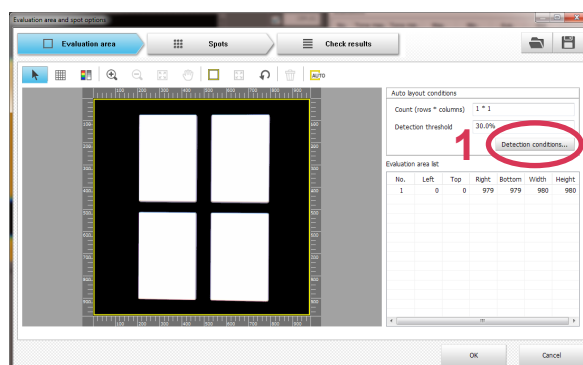 Evaluation area and spot options
Evaluation area
Spots
Check results
AUTO
Auto layout conditions
Count (rows * columns) 1 * 1
Detection threshold 30.0%
1
Detection conditions...
Evaluation area list
No. Left Top Right Bottom Width Height
1 0 0 979 979 980 980
OK Cancel